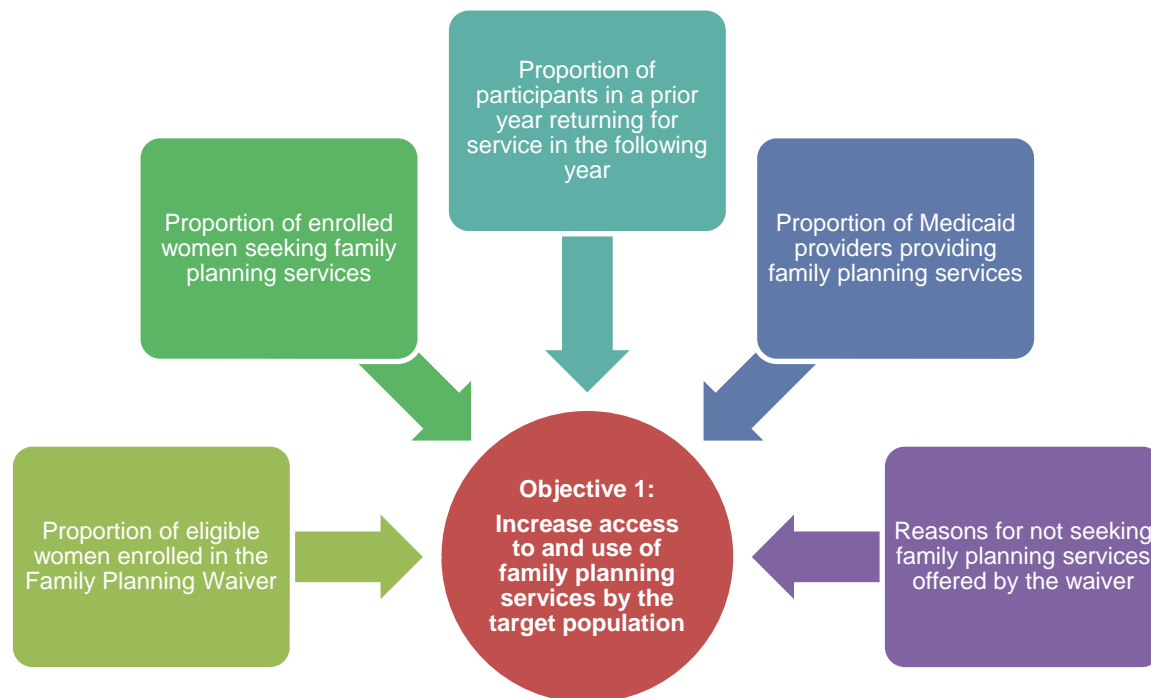 Proportion of
participants in a prior
year returning for
service in the following
year
Proportion of enrolled
women seeking family
planning services
Proportion of Medicaid
providers providing
family planning services
Proportion of eligible
women enrolled in the
Family Planning Waiver
Objective 1:
Increase access
to and use of
family planning
services by the
target population
Reasons for not seeking
family planning services
offered by the waiver